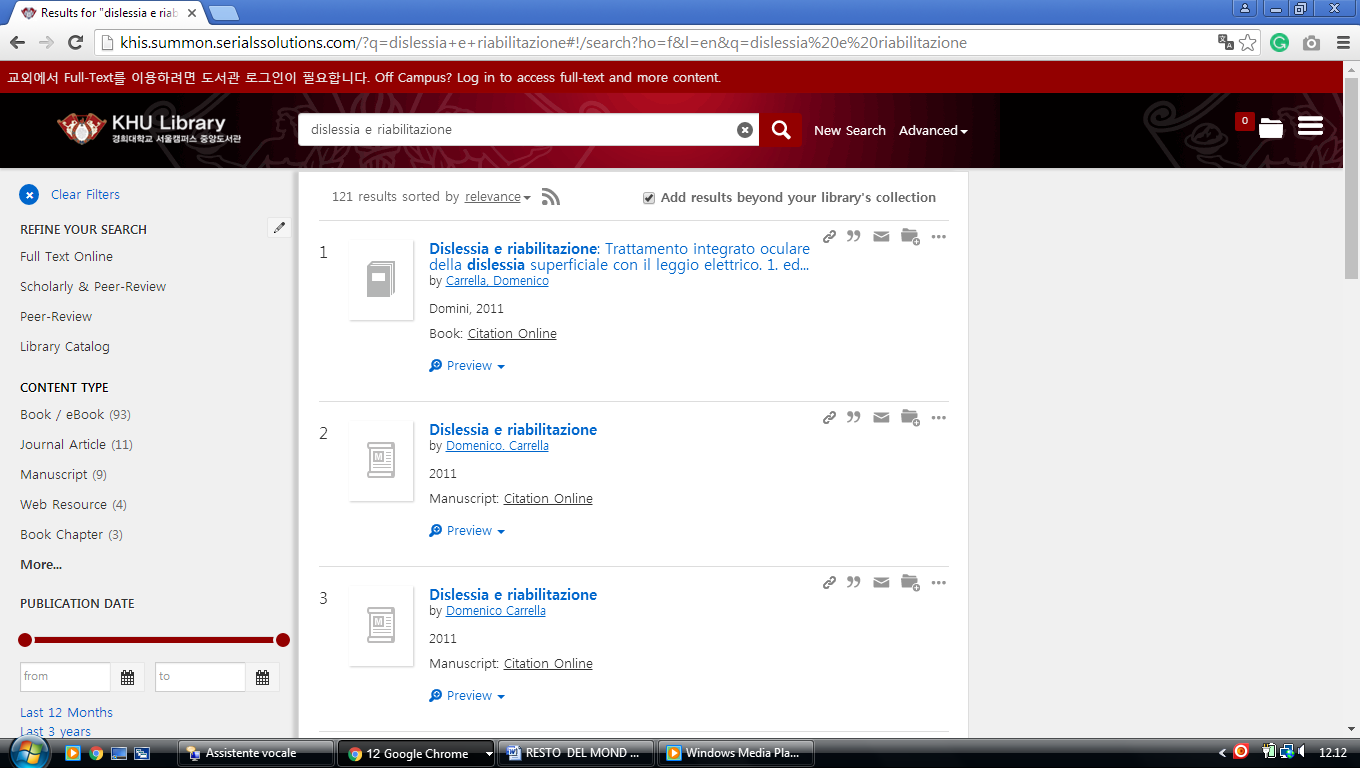 Results for "dislessia e riab
khis.summon.serialssolutions.com/?q=dislessia+e+riabilitazione#!/search?ho=f&l=en&q=dislessia%20e%20riabilitazione
교외에서 Full-Text를 이용하려면 도서관 로그인이 필요합니다. Off Campus? Log in to access full-text and more content.
KHU Library
경희대학교 서울캠퍼스 중앙도서관
dislessia e riabilitazione
New Search
Advanced
0
Clear Filters
REFINE YOUR SEARCH
Full Text Online
Scholarly & Peer-Review
Peer-Review
Library Catalog
CONTENT TYPE
Book / eBook (93)
Journal Article (11)
Manuscript (9)
Web Resource (4)
Book Chapter (3)
More...
PUBLICATION DATE
from
to
Last 12 Months
Last 3 years
121 results sorted by relevance
Add results beyond your library's collection
1
Dislessia e riabilitazione: Trattamento integrato oculare
della dislessia superficiale con il leggio elettrico. 1. ed...
by Carrella, Domenico
Domini, 2011
Book: Citation Online
Preview
2
Dislessia e riabilitazione
by Domenico. Carrella
2011
Manuscript: Citation Online
Preview
3
Dislessia e riabilitazione
by Domenico Carrella
2011
Manuscript: Citation Online
Preview
Assistente vocale
12 Google Chrome
RESTO DEL MOND ...
Windows Media Pla...
12.12